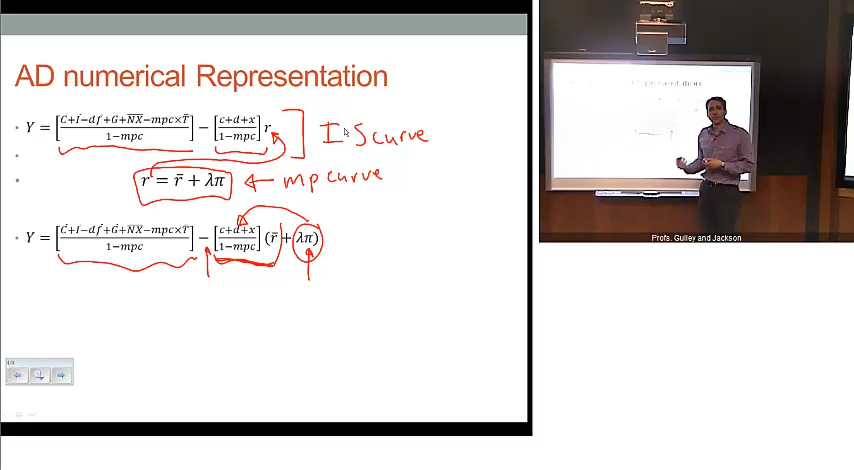 AD numerical Representation
• Y = [C̄+Ī−df̄+Ḡ+N̄X̄−mpc×T̄ / 1−mpc] − [c+d+x / 1−mpc] r
IS curve
•
• r = r̄ + λπ ← mp curve
• Y = [C̄+Ī−df̄+Ḡ+N̄X̄−mpc×T̄ / 1−mpc] − [c+d+x / 1−mpc] (r̄ + λπ)
Representation
Profs. Gulley and Jackson